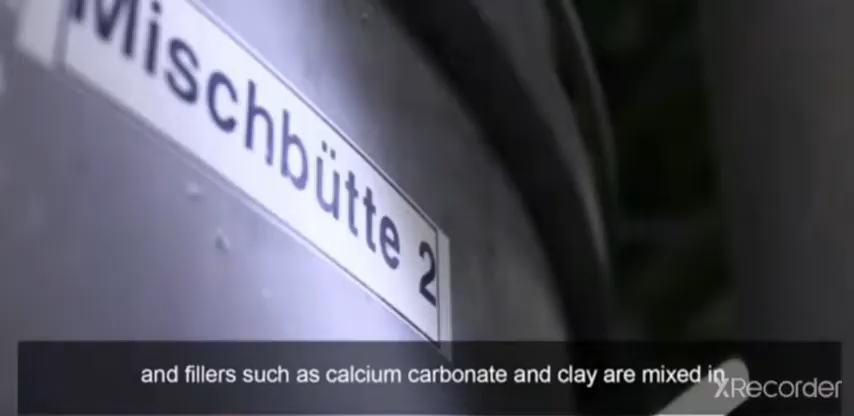 Mischbütte 2
and fillers such as calcium carbonate and clay are mixed in
XRecorder